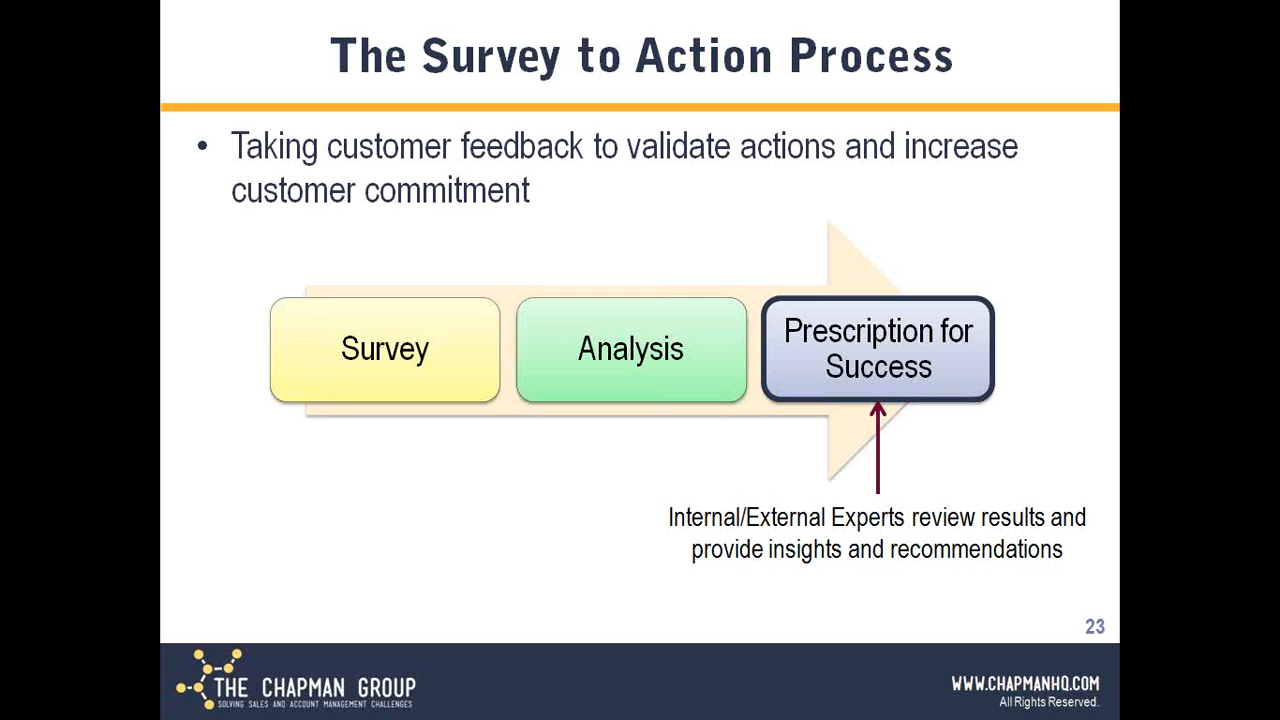 The Survey to Action Process
• Taking customer feedback to validate actions and increase
customer commitment
Survey
Analysis
Prescription for
Success
Internal/External Experts review results and
provide insights and recommendations
23
THE CHAPMAN GROUP
SOLVING SALES AND ACCOUNT MANAGEMENT CHALLENGES
WWW.CHAPMANHQ.COM
All Rights Reserved.